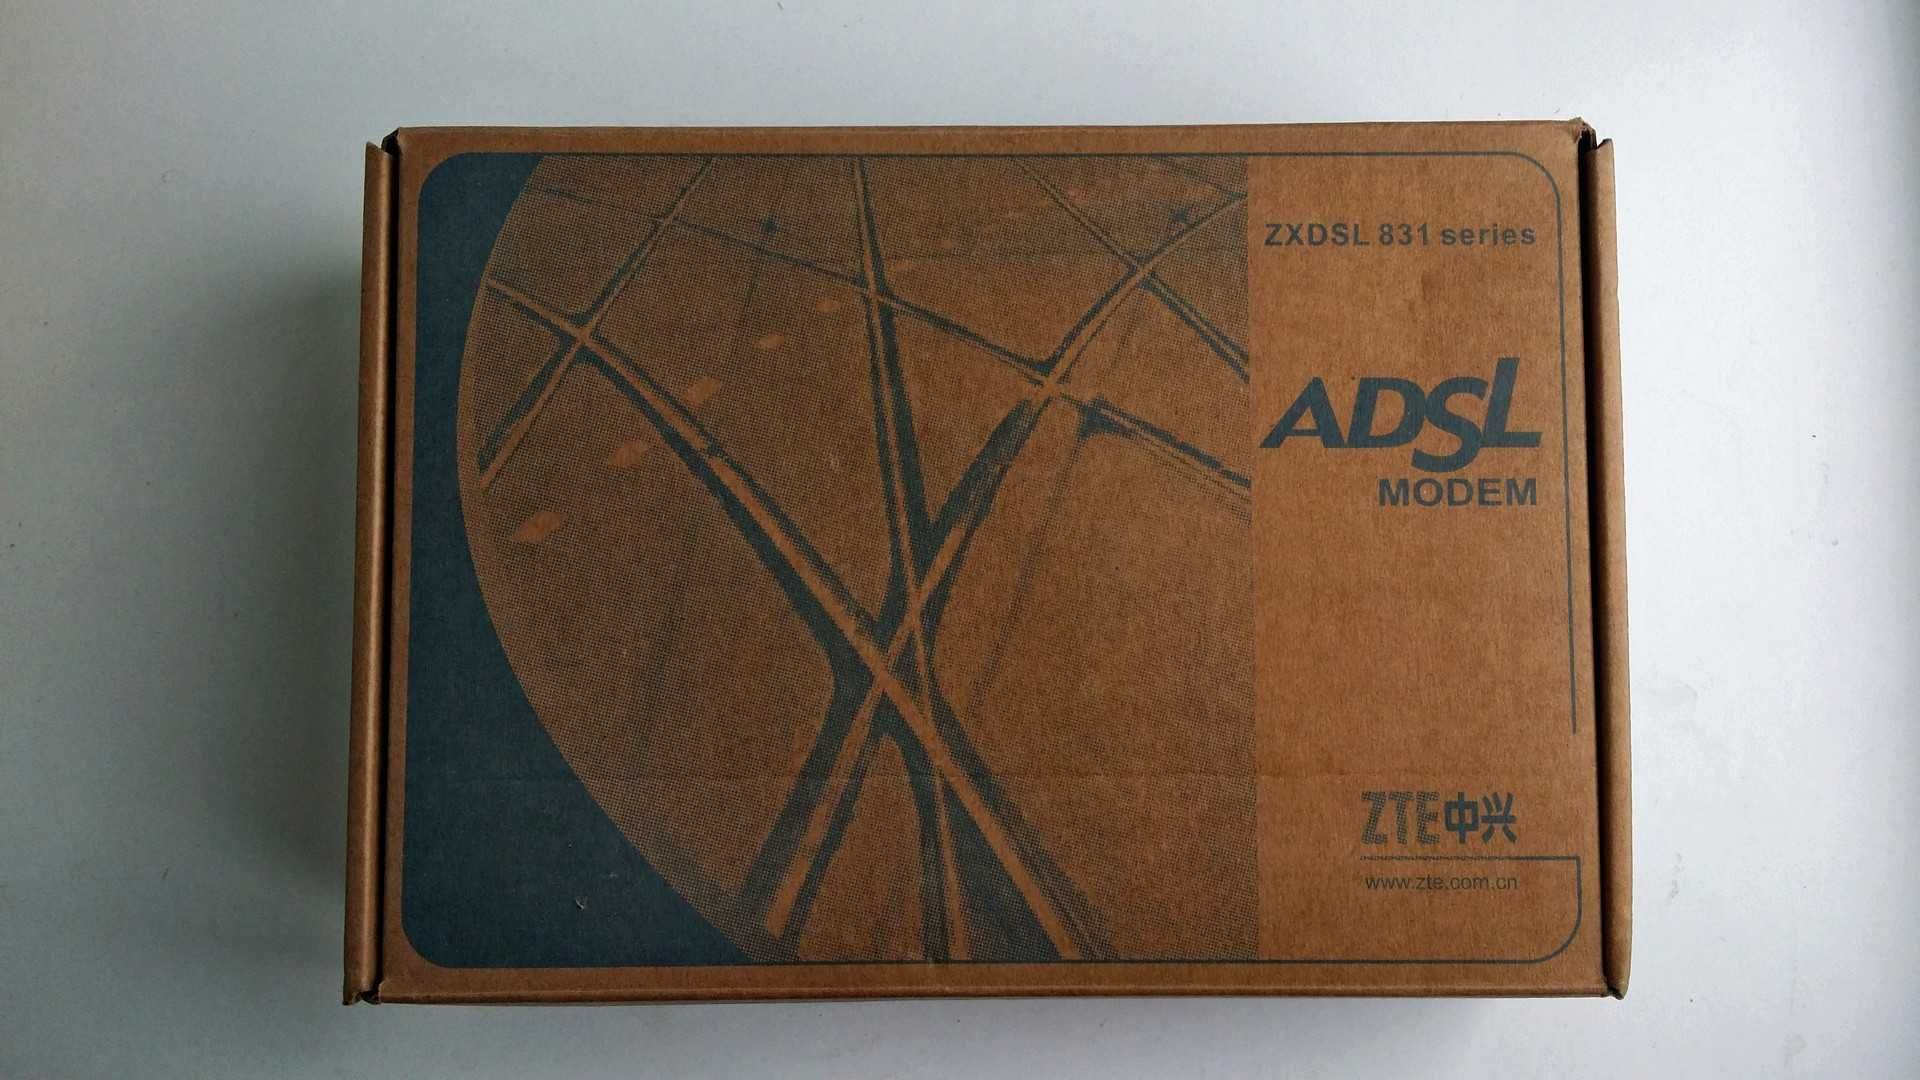 ZXDSL 831 series
ADSL
MODEM
ZTE中兴
www.zte.com.cn